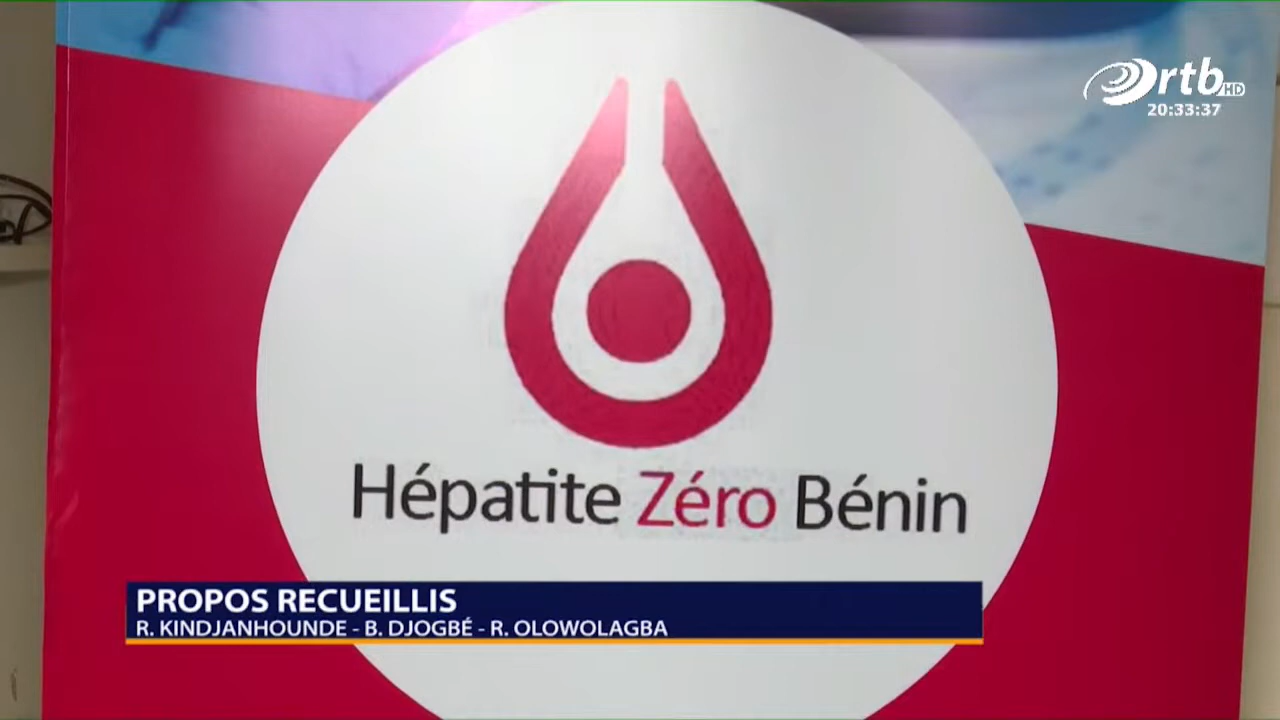 ortb HD
20:33:37
Hépatite Zéro Bénin
PROPOS RECUEILLIS
R. KINDJANHOUNDE - B. DJOGBÉ - R. OLOWOLAGBA